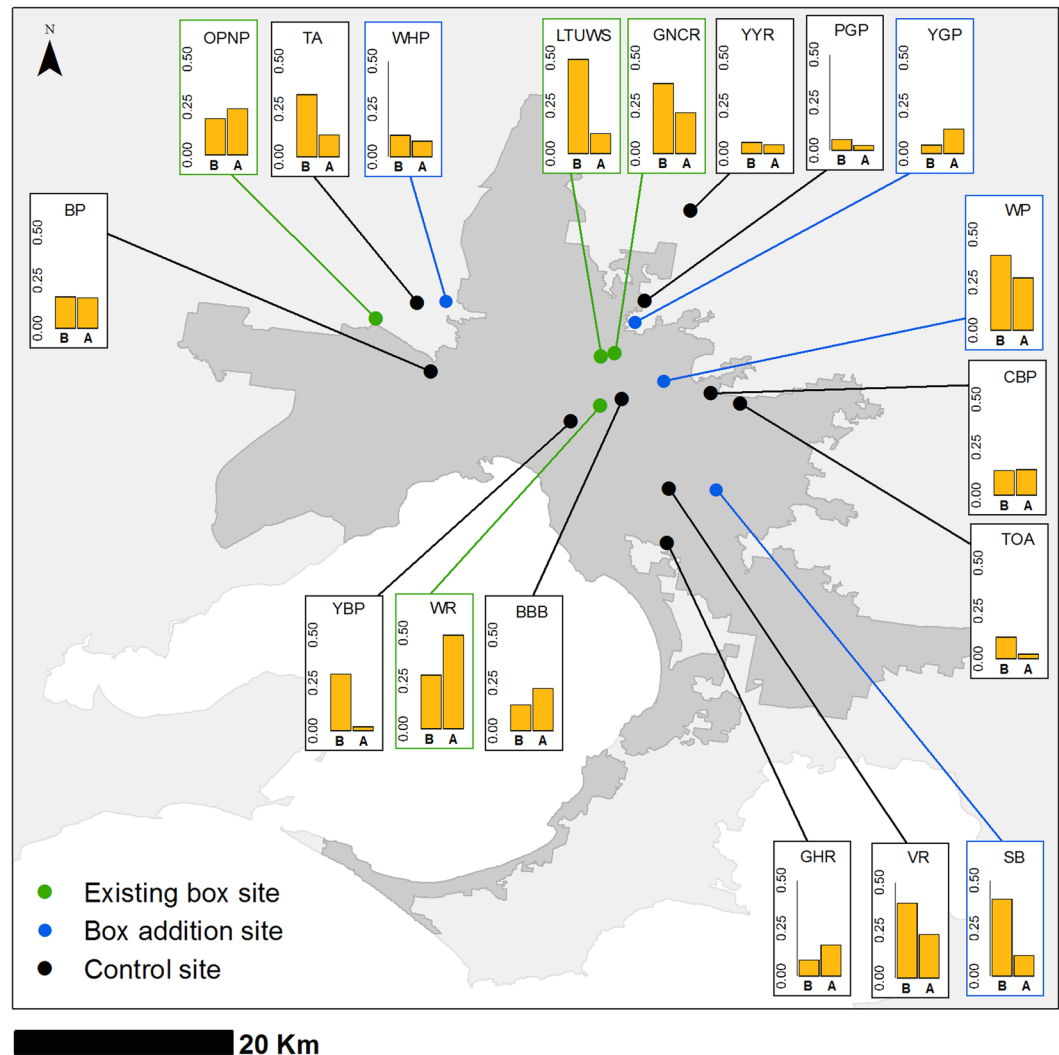 N
OPNP
0.50
0.25
0.00
B A
TA
0.50
0.25
0.00
B A
WHP
0.50
0.25
0.00
B A
LTUWS
0.50
0.25
0.00
B A
GNCR
0.50
0.25
0.00
B A
YYR
0.50
0.25
0.00
B A
PGP
0.50
0.25
0.00
B A
YGP
0.50
0.25
0.00
B A
BP
0.50
0.25
0.00
B A
WP
0.50
0.25
0.00
B A
CBP
0.50
0.25
0.00
B A
TOA
0.50
0.25
0.00
B A
YBP
0.50
0.25
0.00
B A
WR
0.50
0.25
0.00
B A
BBB
0.50
0.25
0.00
B A
GHR
0.50
0.25
0.00
B A
VR
0.50
0.25
0.00
B A
SB
0.50
0.25
0.00
B A
Existing box site
Box addition site
Control site
20 Km